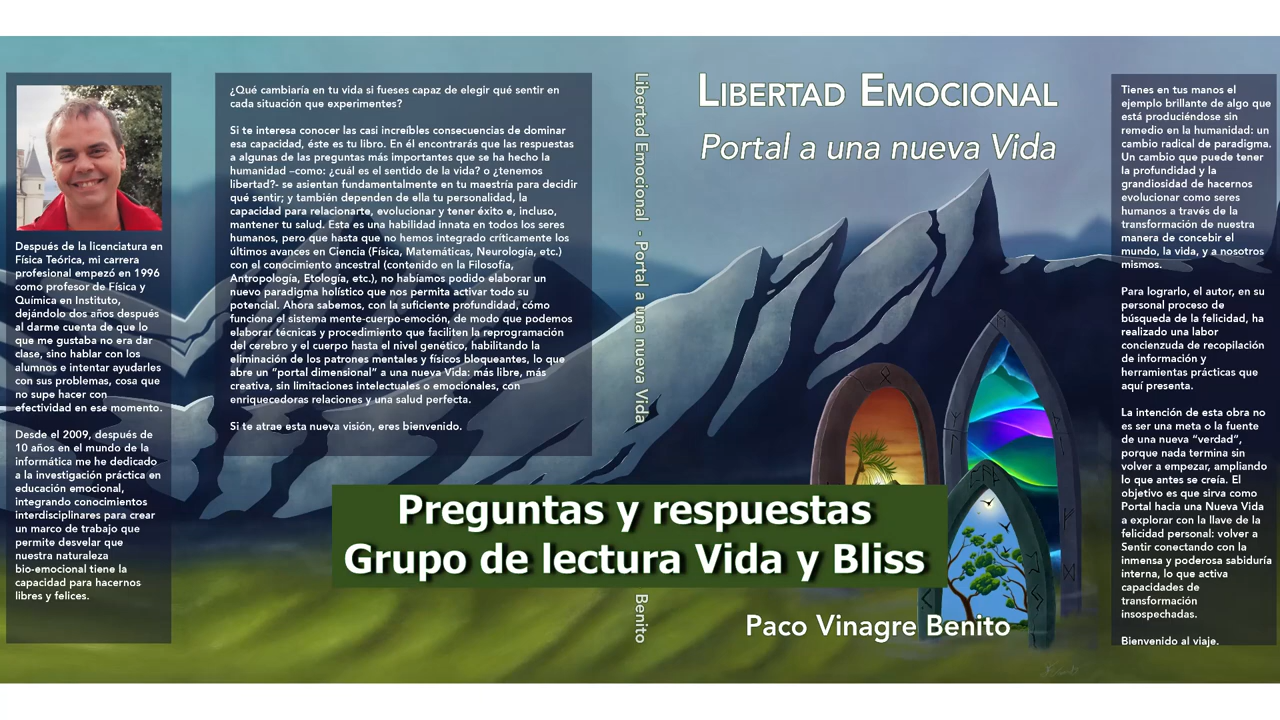 Después de la licenciatura en
Física Teórica, mi carrera
profesional empezó en 1996
como profesor de Física y
Química en Instituto,
dejándolo dos años después
al darme cuenta de que lo
que me gustaba no era dar
clase, sino hablar con los
alumnos e intentar ayudarles
con sus problemas, cosa que
no supe hacer con
efectividad en ese momento.
Desde el 2009, después de
10 años en el mundo de la
informática me he dedicado
a la investigación práctica en
educación emocional,
integrando conocimientos
interdisciplinares para crear
un marco de trabajo que
permite desvelar que
nuestra naturaleza
bio-emocional tiene la
capacidad para hacernos
libres y felices.
¿Qué cambiaría en tu vida si fueses capaz de elegir qué sentir en
cada situación que experimentes?
Si te interesa conocer las casi increíbles consecuencias de dominar
esa capacidad, éste es tu libro. En él encontrarás que las respuestas
a algunas de las preguntas más importantes que se ha hecho la
humanidad –como: ¿cuál es el sentido de la vida? o ¿tenemos
libertad?- se asientan fundamentalmente en tu maestría para decidir
qué sentir; y también dependen de ella tu personalidad, la
capacidad para relacionarte, evolucionar y tener éxito e, incluso,
mantener tu salud. Esta es una habilidad innata en todos los seres
humanos, pero que hasta que no hemos integrado críticamente los
últimos avances en Ciencia (Física, Matemáticas, Neurología, etc.)
con el conocimiento ancestral (contenido en la Filosofía,
Antropología, Etología, etc.), no habíamos podido elaborar un
nuevo paradigma holístico que nos permita activar todo su
potencial. Ahora sabemos, con la suficiente profundidad, cómo
funciona el sistema mente-cuerpo-emoción, de modo que podemos
elaborar técnicas y procedimiento que faciliten la reprogramación
del cerebro y el cuerpo hasta el nivel genético, habilitando la
eliminación de los patrones mentales y físicos bloqueantes, lo que
abre un “portal dimensional” a una nueva Vida: más libre, más
creativa, sin limitaciones intelectuales o emocionales, con
enriquecedoras relaciones y una salud perfecta.
Si te atrae esta nueva visión, eres bienvenido.
Libertad Emocional - Portal a una nueva Vida
Benito
LIBERTAD EMOCIONAL
Portal a una nueva Vida
Preguntas y respuestas
Grupo de lectura Vida y Bliss
Paco Vinagre Benito
Tienes en tus manos el
ejemplo brillante de algo que
está produciéndose sin
remedio en la humanidad: un
cambio radical de paradigma.
Un cambio que puede tener
la profundidad y la
grandiosidad de hacernos
evolucionar como seres
humanos a través de la
transformación de nuestra
manera de concebir el
mundo, la vida, y a nosotros
mismos.
Para lograrlo, el autor, en su
personal proceso de
búsqueda de la felicidad, ha
realizado una labor
concienzuda de recopilación
de información y
herramientas prácticas que
aquí presenta.
La intención de esta obra no
es ser una meta o la fuente
de una nueva “verdad”,
porque nada termina sin
volver a empezar, ampliando
lo que antes se creía. El
objetivo es que sirva como
Portal hacia una Nueva Vida
a explorar con la llave de la
felicidad personal: volver a
Sentir conectando con la
inmensa y poderosa sabiduría
interna, lo que activa
capacidades de
transformación
insospechadas.
Bienvenido al viaje.